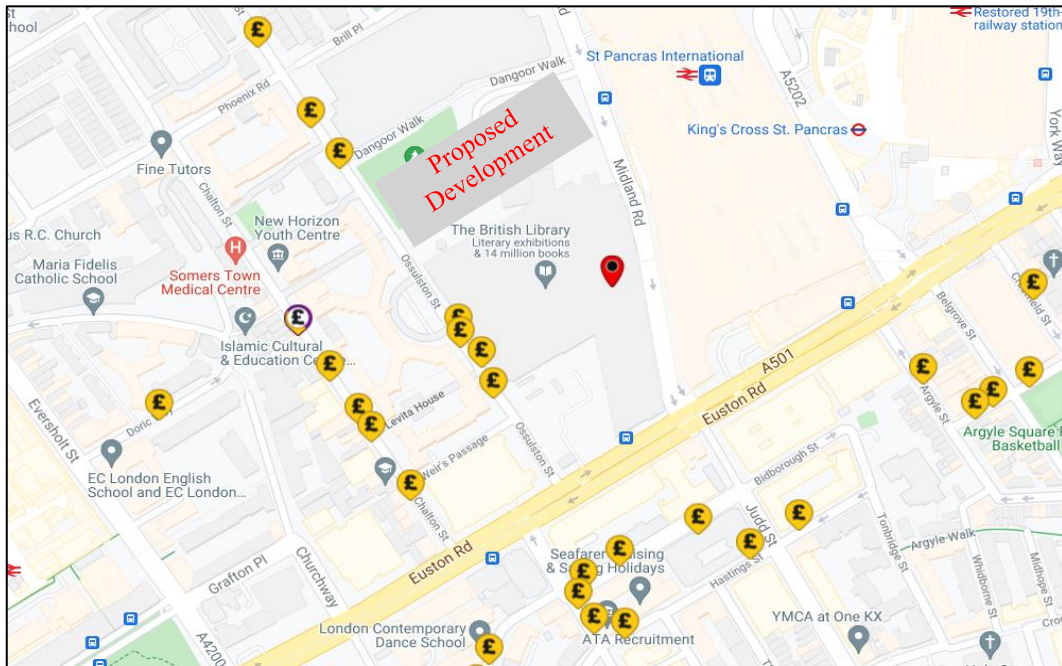 St
hool
Brill Pl
Restored 19th-
railway station
St Pancras International
A5202
Dangoor Walk
York Way
Phoenix Rd
Dangoor Walk
King's Cross St. Pancras
Proposed
Development
Fine Tutors
Midland Rd
Chalton St
New Horizon
Youth Centre
The British Library
Literary exhibitions
& 14 million books
us R.C. Church
Maria Fidelis
Catholic School
H
Somers Town
Medical Centre
Ossulston St
Belgrove St
Islamic Cultural
& Education Ce...
A501
Euston Rd
Argyle St
Levita House
Doric
Eversholt St
Argyle Square
Basketball
EC London English
School and EC London...
Weir's Passage
Ossulston St
Bidborough St
Chalton St
Judd St
Tonbridge St
Argyle Walk
Euston Rd
Grafton Pl
Churchway
Hastings St
Whidborne St
Midhope St
Holidays
London Contemporary
Dance School
ATA Recruitment
YMCA at One KX
A4200
Cro